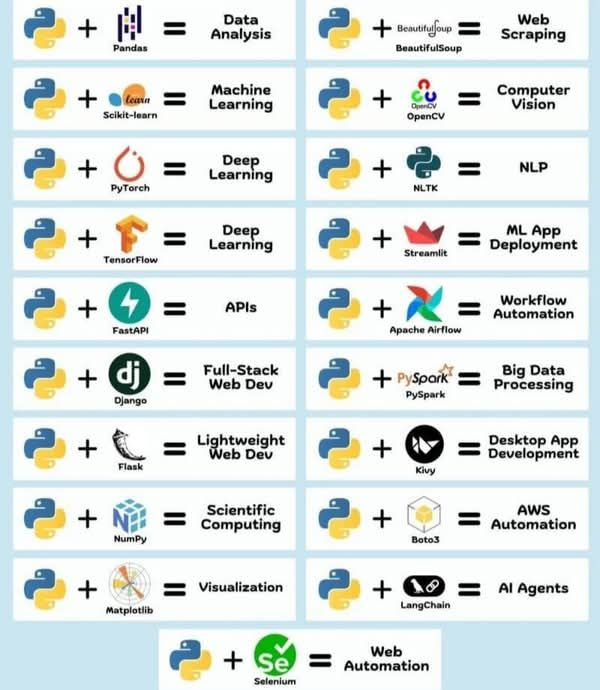 Pandas
=
Data
Analysis
BeautifulSoup
BeautifulSoup
=
Web
Scraping
learn
Scikit-learn
=
Machine
Learning
OpenCV
OpenCV
=
Computer
Vision
PyTorch
=
Deep
Learning
NLTK
=
NLP
TensorFlow
=
Deep
Learning
Streamlit
=
ML App
Deployment
FastAPI
=
APIs
Apache Airflow
=
Workflow
Automation
dj
Django
=
Full-Stack
Web Dev
PySpark
PySpark
=
Big Data
Processing
Flask
=
Lightweight
Web Dev
Kivy
=
Desktop App
Development
N
NumPy
=
Scientific
Computing
Boto3
=
AWS
Automation
Matplotlib
=
Visualization
LangChain
=
AI Agents
Se
Selenium
=
Web
Automation